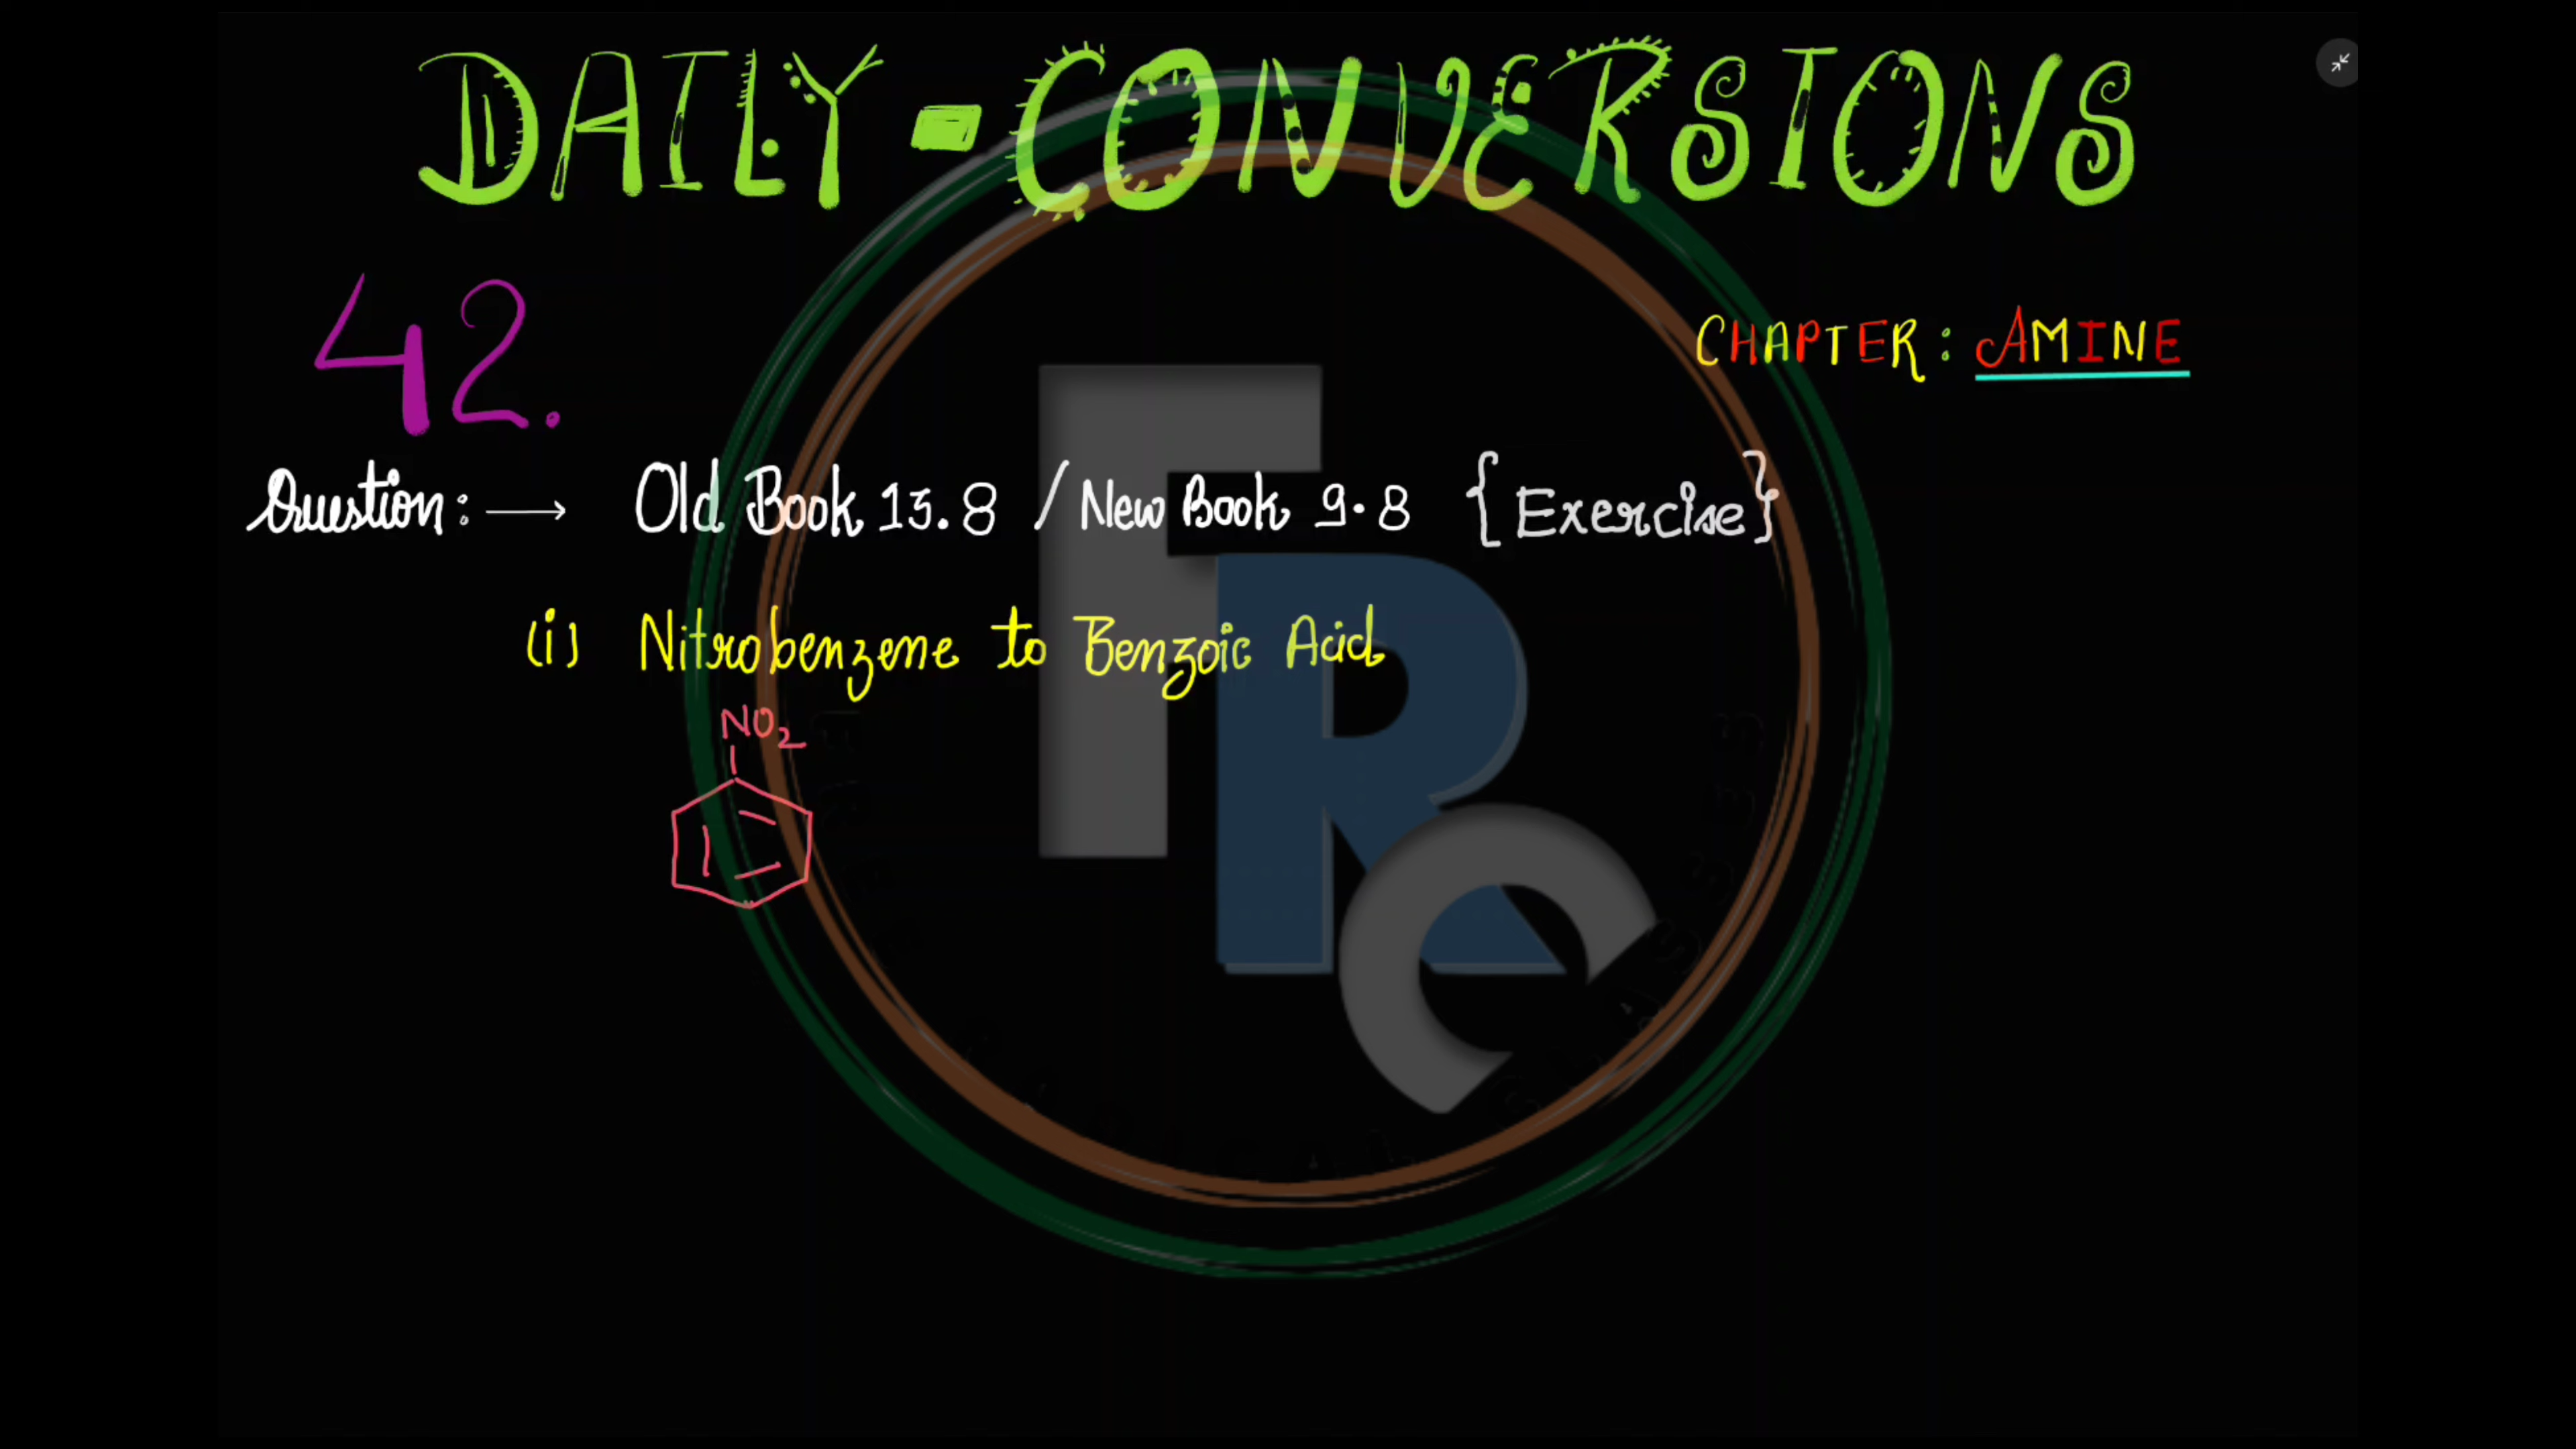 DAILY-CONVERSIONS
42.
CHAPTER: AMINE
Question:→ Old Book 13.8 / New Book 9.8 {Exercise}
(i) Nitrobenzene to Benzoic Acid
NO2
FRC